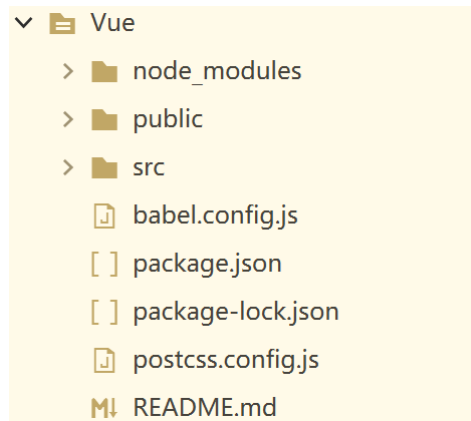 Vue
node_modules
public
src
babel.config.js
package.json
package-lock.json
postcss.config.js
README.md